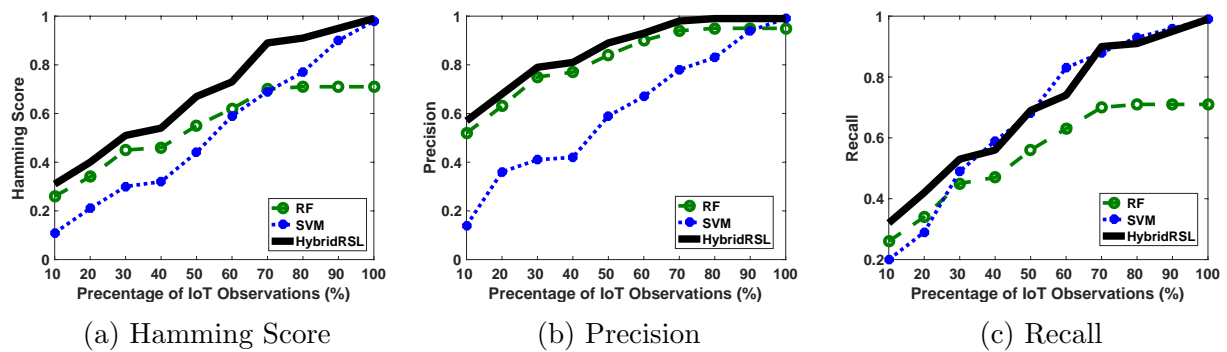 Hamming Score
1
0.8
0.6
0.4
0.2
0
10 20 30 40 50 60 70 80 90 100
Precentage of IoT Observations (%)
RF
SVM
HybridRSL
(a) Hamming Score
Precision
1
0.8
0.6
0.4
0.2
0
10 20 30 40 50 60 70 80 90 100
Precentage of IoT Observations (%)
RF
SVM
HybridRSL
(b) Precision
Recall
1
0.8
0.6
0.4
0.2
10 20 30 40 50 60 70 80 90 100
Precentage of IoT Observations (%)
RF
SVM
HybridRSL
(c) Recall